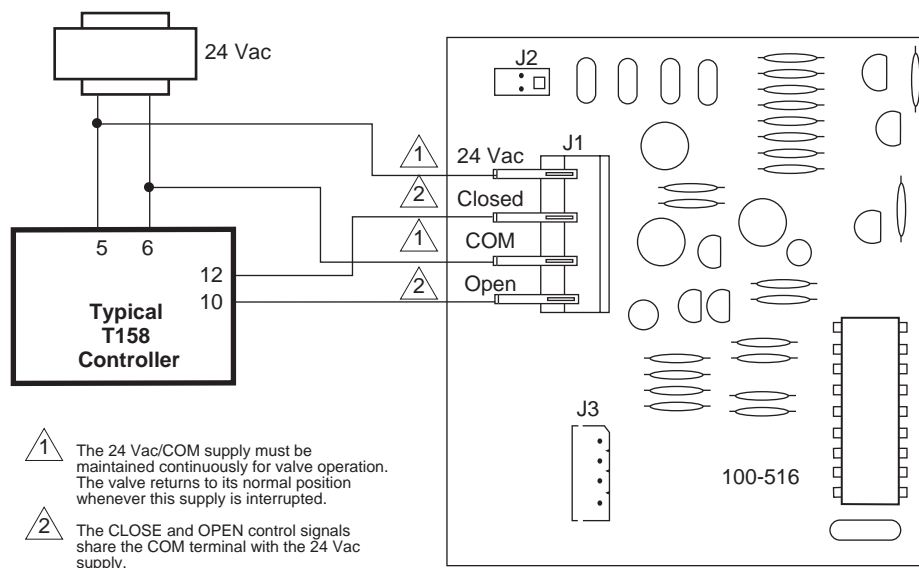 24 Vac
J2
J1
1
24 Vac
2
Closed
1
COM
2
Open
5 6
12
10
Typical
T158
Controller
J3
100-516
1
The 24 Vac/COM supply must be
maintained continuously for valve operation.
The valve returns to its normal position
whenever this supply is interrupted.
2
The CLOSE and OPEN control signals
share the COM terminal with the 24 Vac
supply.